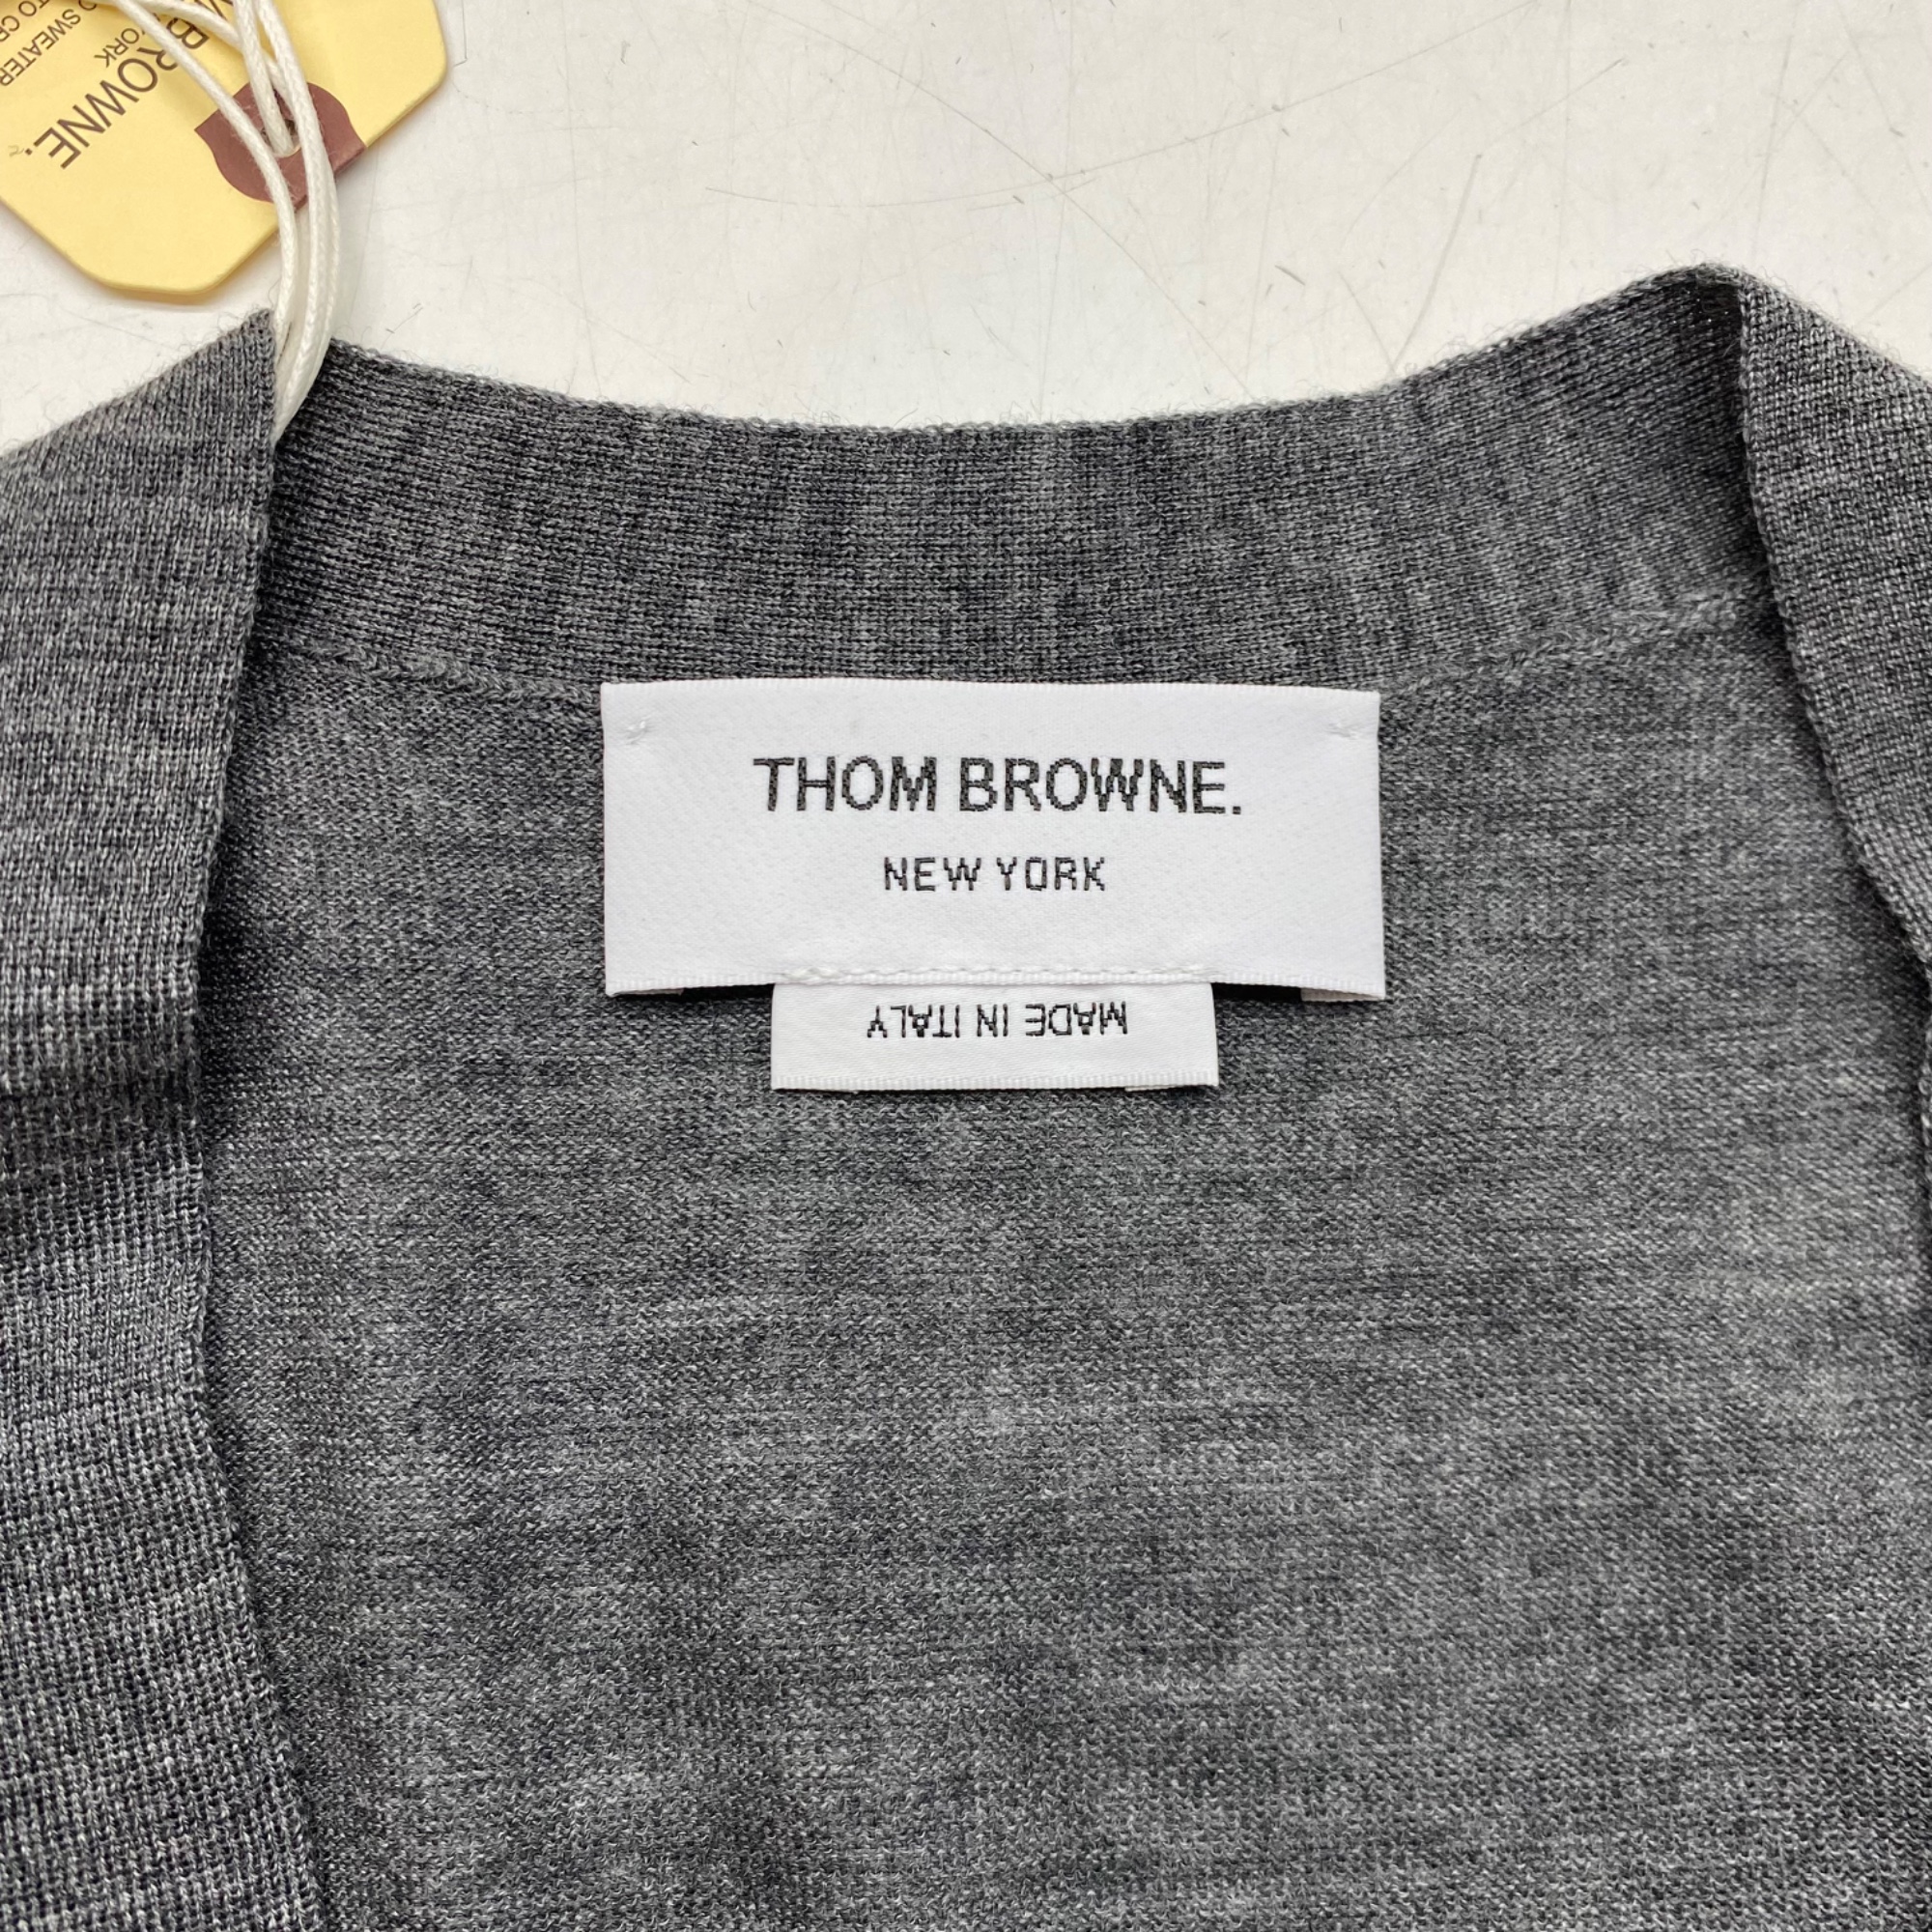 BROWNE.
YORK
SWEATER
THOM BROWNE.
NEW YORK
MADE IN ITALY